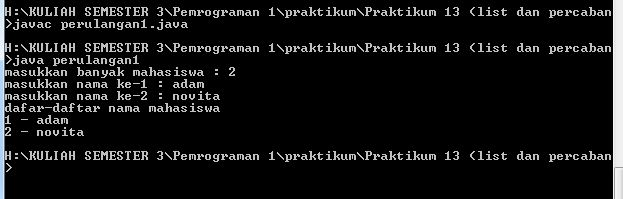 H:\KULIAH SEMESTER 3\Pemrograman 1\praktikum\Praktikum 13 (list dan percaban
>javac perulangan1.java
H:\KULIAH SEMESTER 3\Pemrograman 1\praktikum\Praktikum 13 (list dan percaban
>java perulangan1
masukkan banyak mahasiswa : 2
masukkan nama ke-1 : adam
masukkan nama ke-2 : novita
dafar-daftar nama mahasiswa
1 - adam
2 - novita
H:\KULIAH SEMESTER 3\Pemrograman 1\praktikum\Praktikum 13 (list dan percaban
>